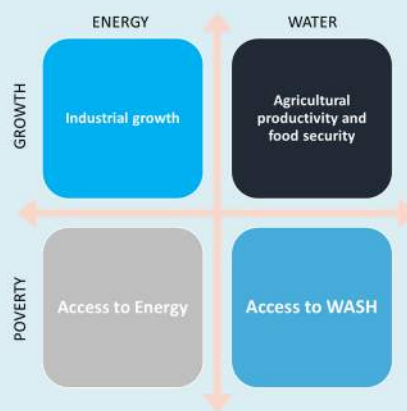 ENERGY
WATER
GROWTH
Industrial growth
Agricultural
productivity and
food security
POVERTY
Access to Energy
Access to WASH